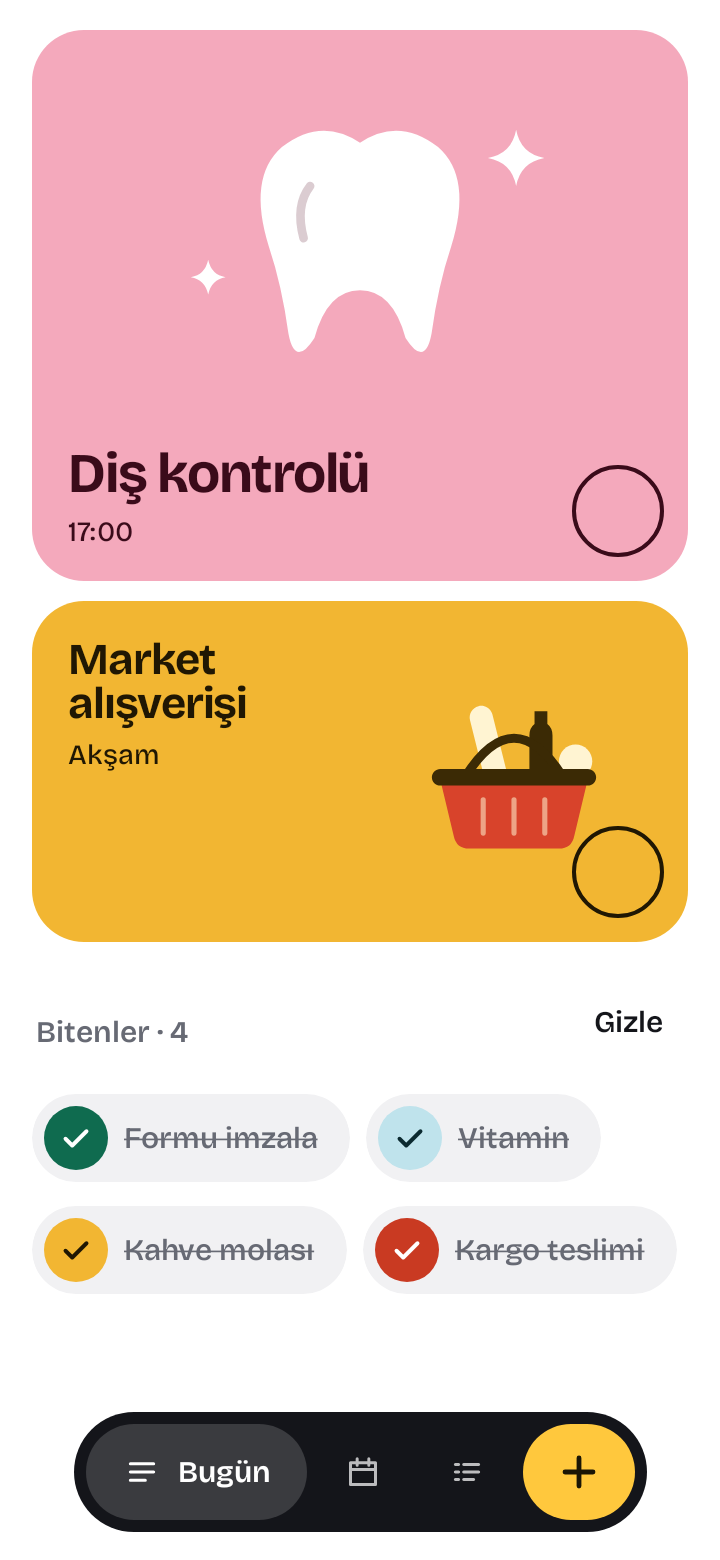 Diş kontrolü
17:00
Market
alışverişi
Akşam
Bitenler · 4
Gizle
Formu imzala
Vitamin
Kahve molası
Kargo teslimi
Bugün